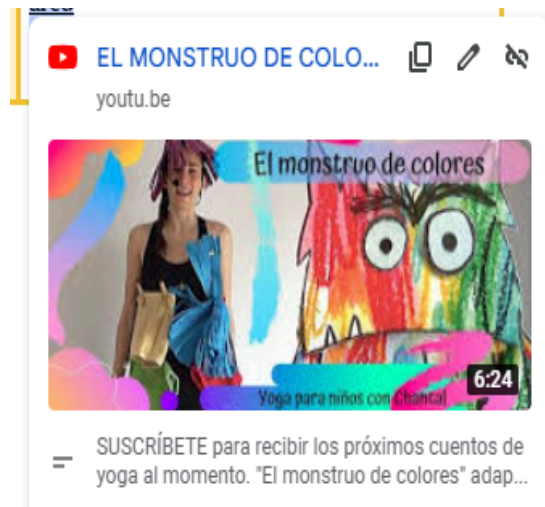 EL MONSTRUO DE COLO...
youtu.be
El monstruo de colores
6:24
Yoga para niños con Chantal
SUSCRÍBETE para recibir los próximos cuentos de
yoga al momento. "El monstruo de colores" adap...